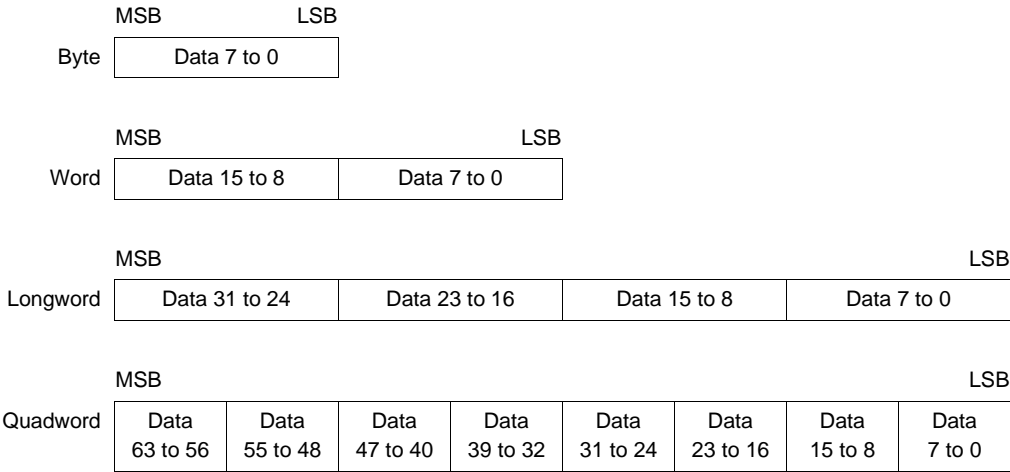 MSB LSB
Byte Data 7 to 0
MSB LSB
Word Data 15 to 8 Data 7 to 0
MSB LSB
Longword Data 31 to 24 Data 23 to 16 Data 15 to 8 Data 7 to 0
MSB LSB
Quadword Data Data Data Data Data Data Data Data
63 to 56 55 to 48 47 to 40 39 to 32 31 to 24 23 to 16 15 to 8 7 to 0